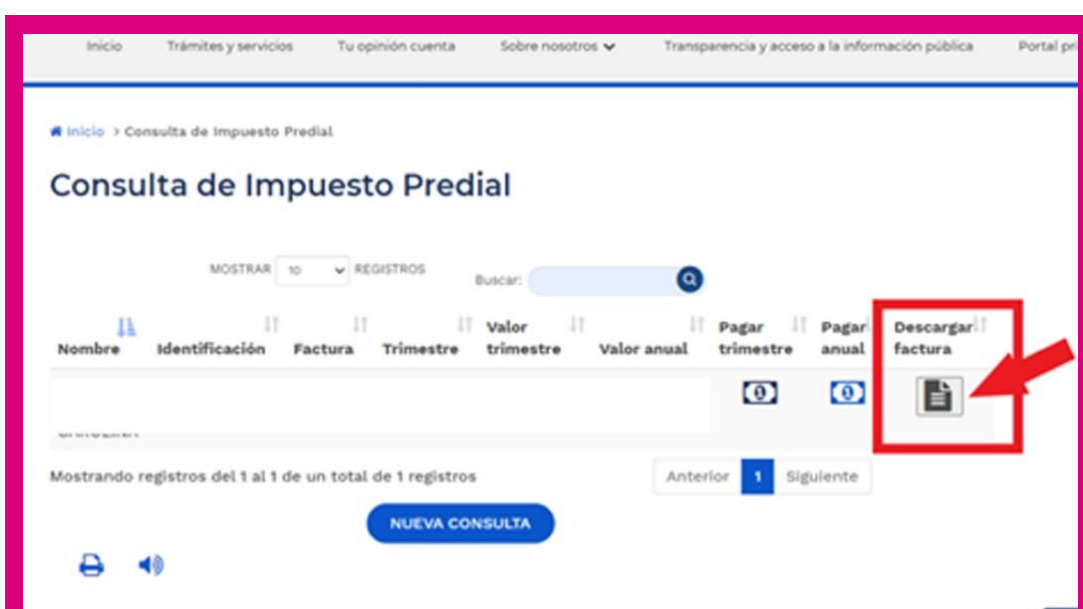 Inicio Trámites y servicios Tu opinión cuenta Sobre nosotros Transparencia y acceso a la información pública Portal pri
Inicio > Consulta de Impuesto Predial
Consulta de Impuesto Predial
MOSTRAR 10 REGISTROS Buscar:
Nombre Identificación Factura Trimestre Valor trimestre Valor anual Pagar trimestre Pagar anual Descargar factura
Mostrando registros del 1 al 1 de un total de 1 registros Anterior 1 Siguiente
NUEVA CONSULTA